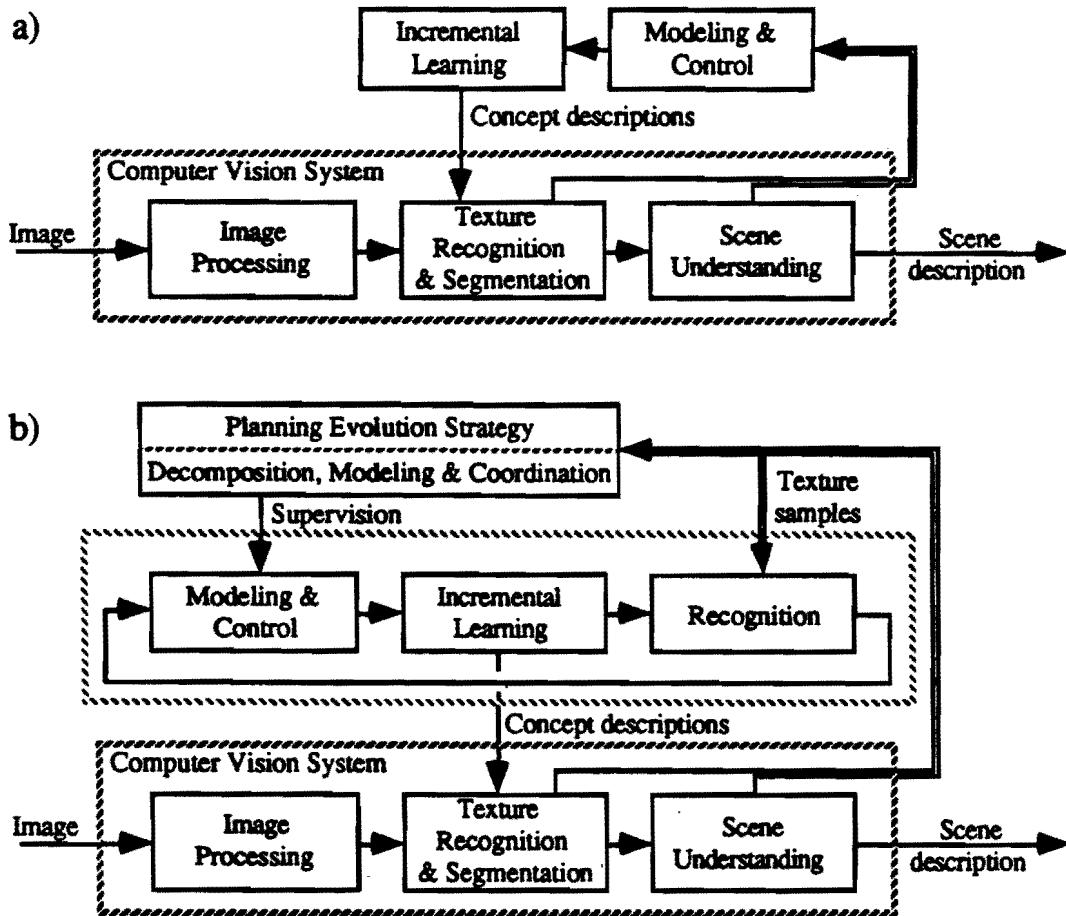 a)
Incremental
Learning
Modeling &
Control
Concept descriptions
Computer Vision System
Image
Image
Processing
Texture
Recognition
& Segmentation
Scene
Understanding
Scene
description
b)
Planning Evolution Strategy
Decomposition, Modeling & Coordination
Supervision
Texture
samples
Modeling &
Control
Incremental
Learning
Recognition
Concept descriptions
Computer Vision System
Image
Image
Processing
Texture
Recognition
& Segmentation
Scene
Understanding
Scene
description